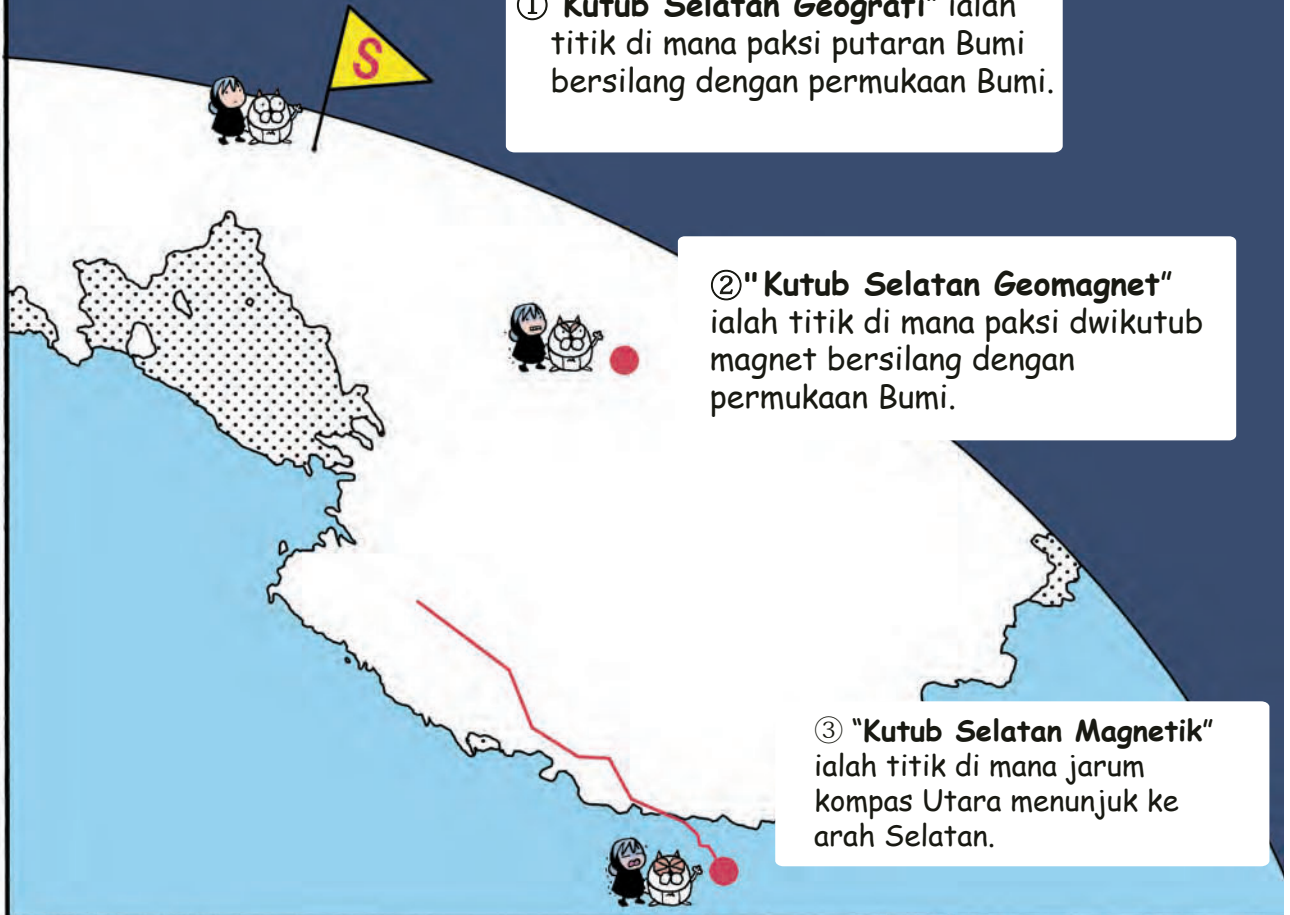 ① "Kutub Selatan Geografi" ialah
titik di mana paksi putaran Bumi
bersilang dengan permukaan Bumi.
S
②"Kutub Selatan Geomagnet"
ialah titik di mana paksi dwikutub
magnet bersilang dengan
permukaan Bumi.
③ "Kutub Selatan Magnetik"
ialah titik di mana jarum
kompas Utara menunjuk ke
arah Selatan.